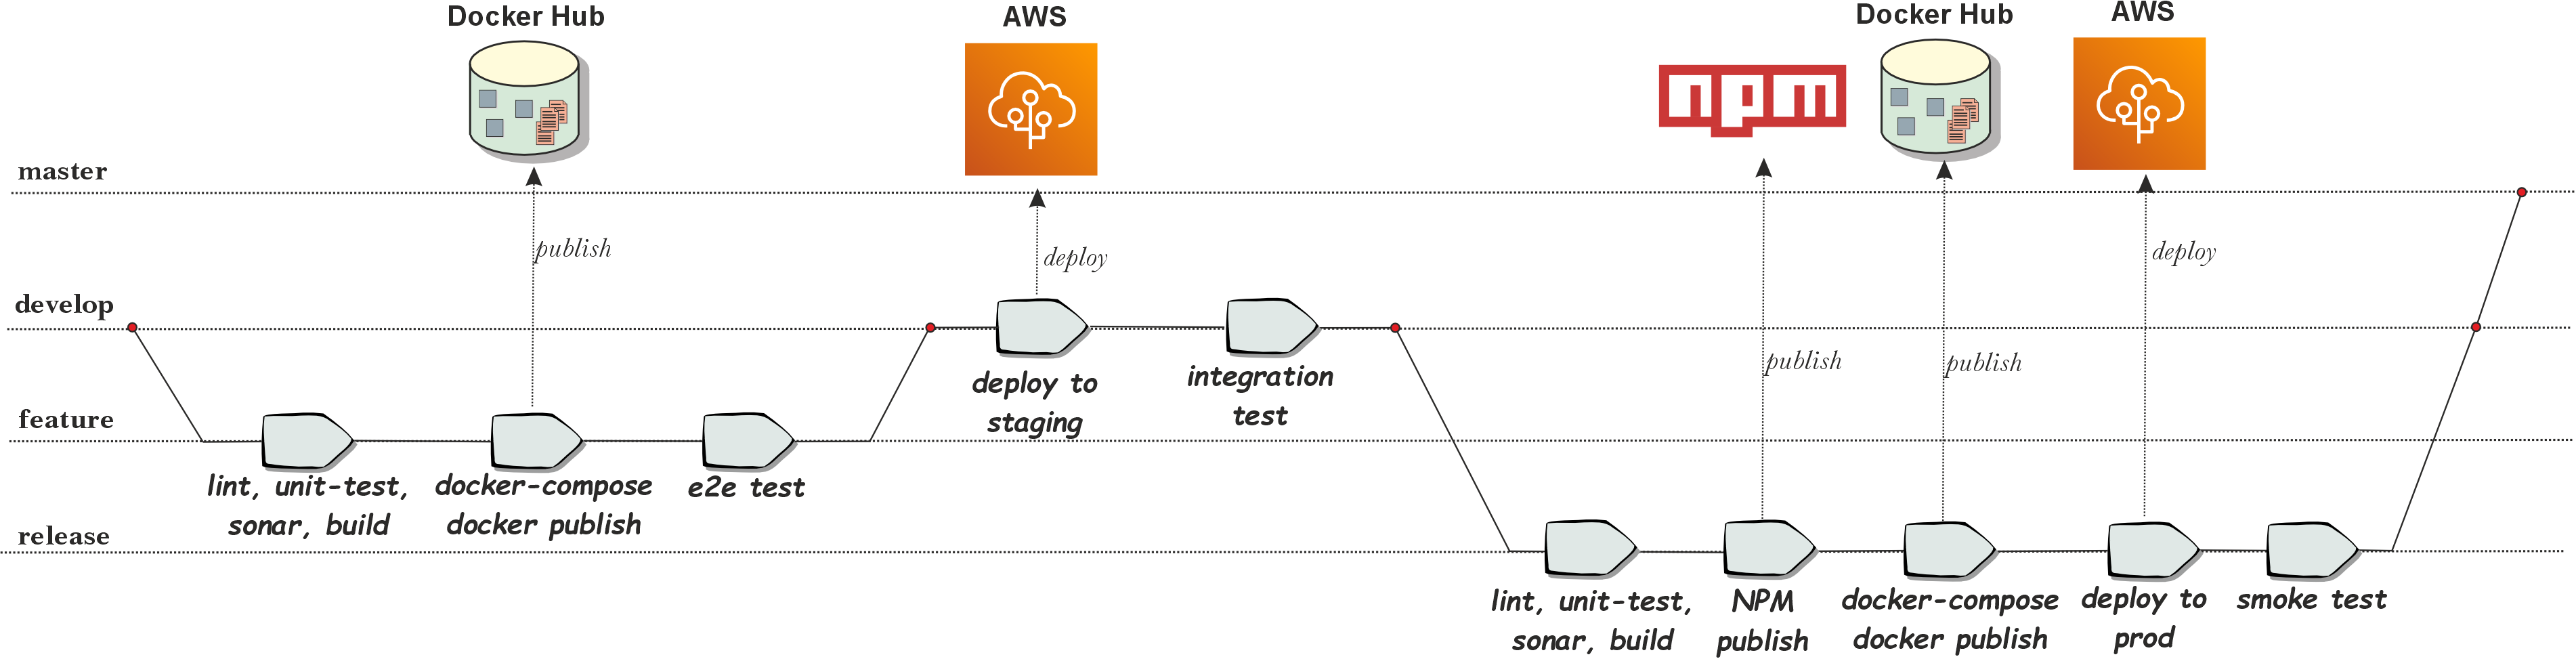 Docker Hub
AWS
npm
Docker Hub
AWS
master
publish
deploy
deploy
develop
publish
publish
deploy to
staging
integration
test
feature
lint, unit-test,
sonar, build
docker-compose
docker publish
e2e test
release
lint, unit-test,
sonar, build
NPM
publish
docker-compose
docker publish
deploy to
prod
smoke test